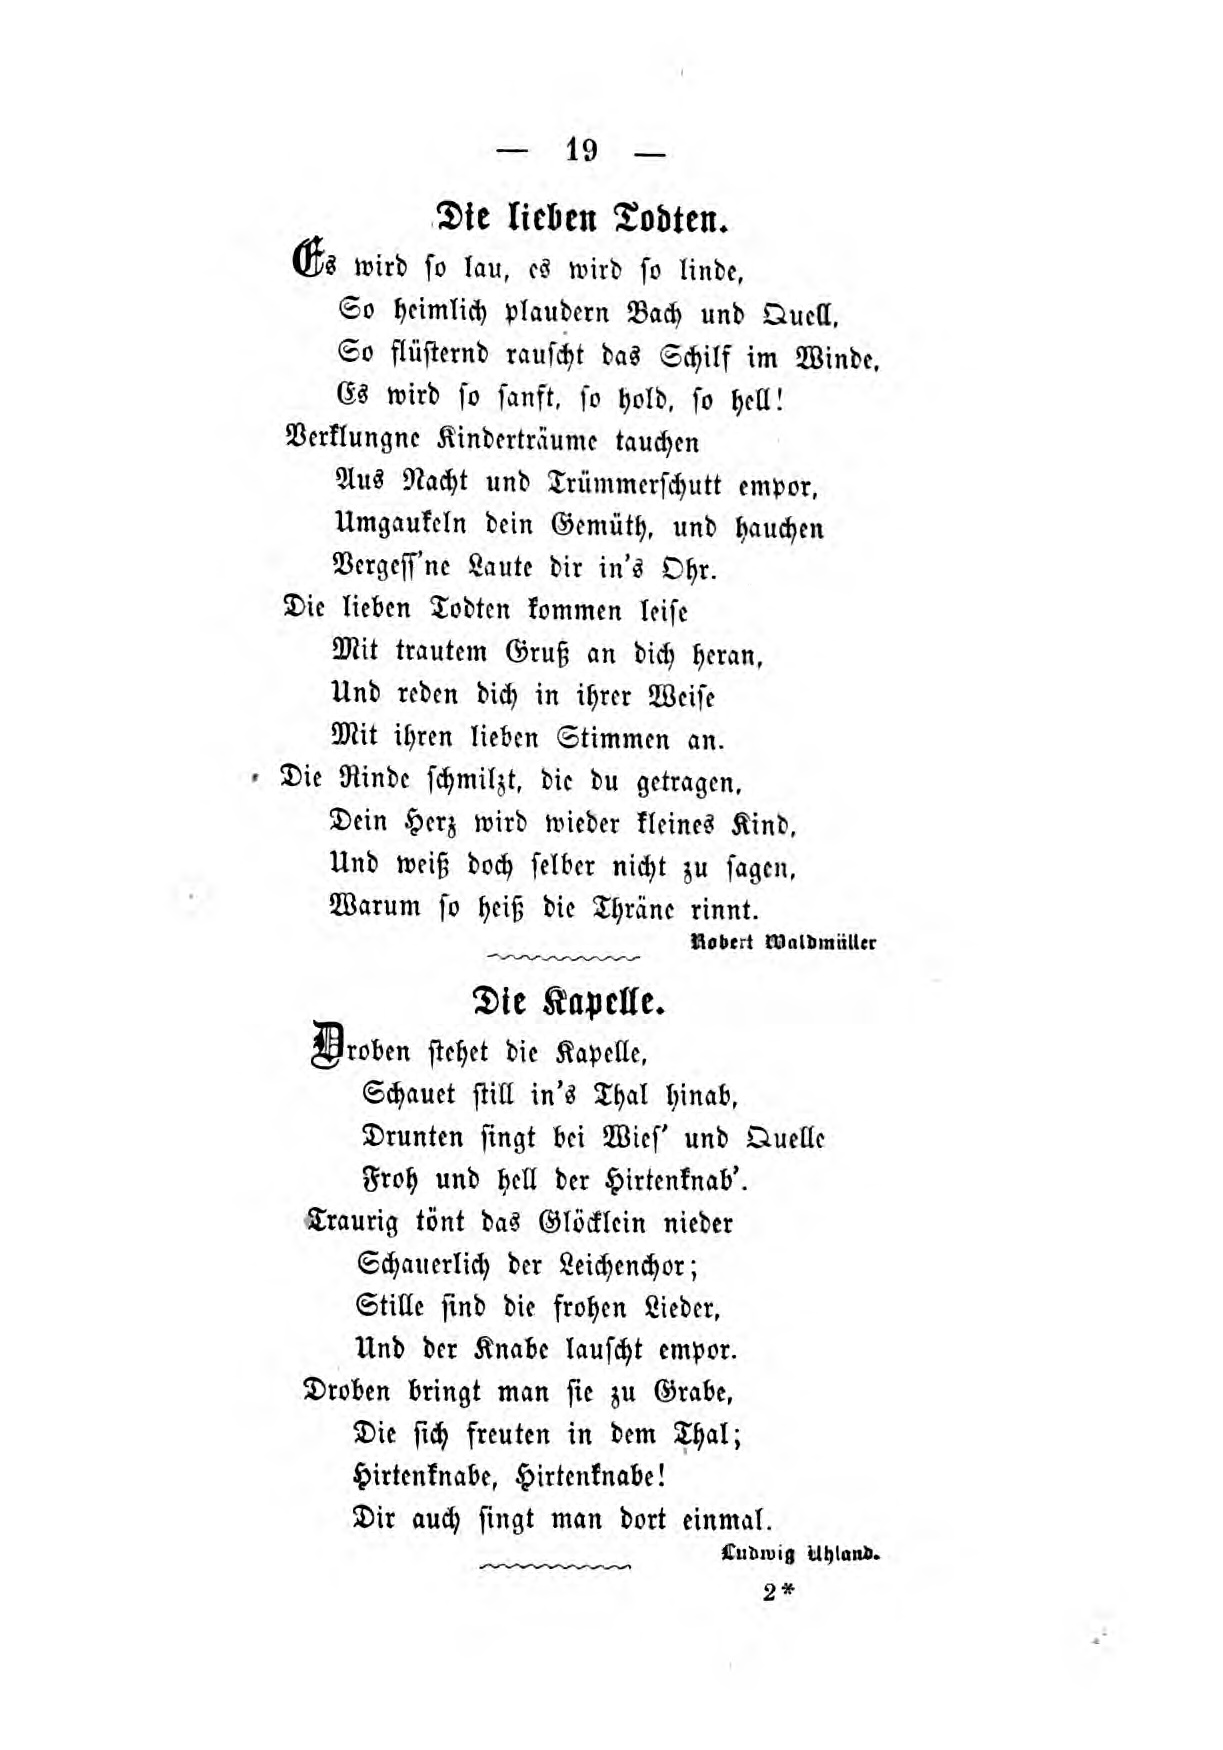 — 19 —
Die lieben Todten.
Es wird so lau, es wird so linde,
So heimlich plaudern Bach und Quell,
So flüsternd rauscht das Schilf im Winde,
Es wird so sanft, so hold, so hell!
Verklungne Kinderträume tauchen
Aus Nacht und Trümmerschutt empor,
Umgaukeln dein Gemüth, und hauchen
Vergess'ne Laute dir in's Ohr.
Die lieben Todten kommen leise
Mit trautem Gruß an dich heran,
Und reden dich in ihrer Weise
Mit ihren lieben Stimmen an.
Die Rinde schmilzt, die du getragen,
Dein Herz wird wieder kleines Kind,
Und weiß doch selber nicht zu sagen,
Warum so heiß die Thräne rinnt.
Robert Waldmüller
Die Kapelle.
Droben stehet die Kapelle,
Schauet still in's Thal hinab,
Drunten singt bei Wies' und Quelle
Froh und hell der Hirtenknab'.
Traurig tönt das Glöcklein nieder
Schauerlich der Leichenchor;
Stille sind die frohen Lieder,
Und der Knabe lauscht empor.
Droben bringt man sie zu Grabe,
Die sich freuten in dem Thal;
Hirtenknabe, Hirtenknabe!
Dir auch singt man dort einmal.
Ludwig Uhland.
2*